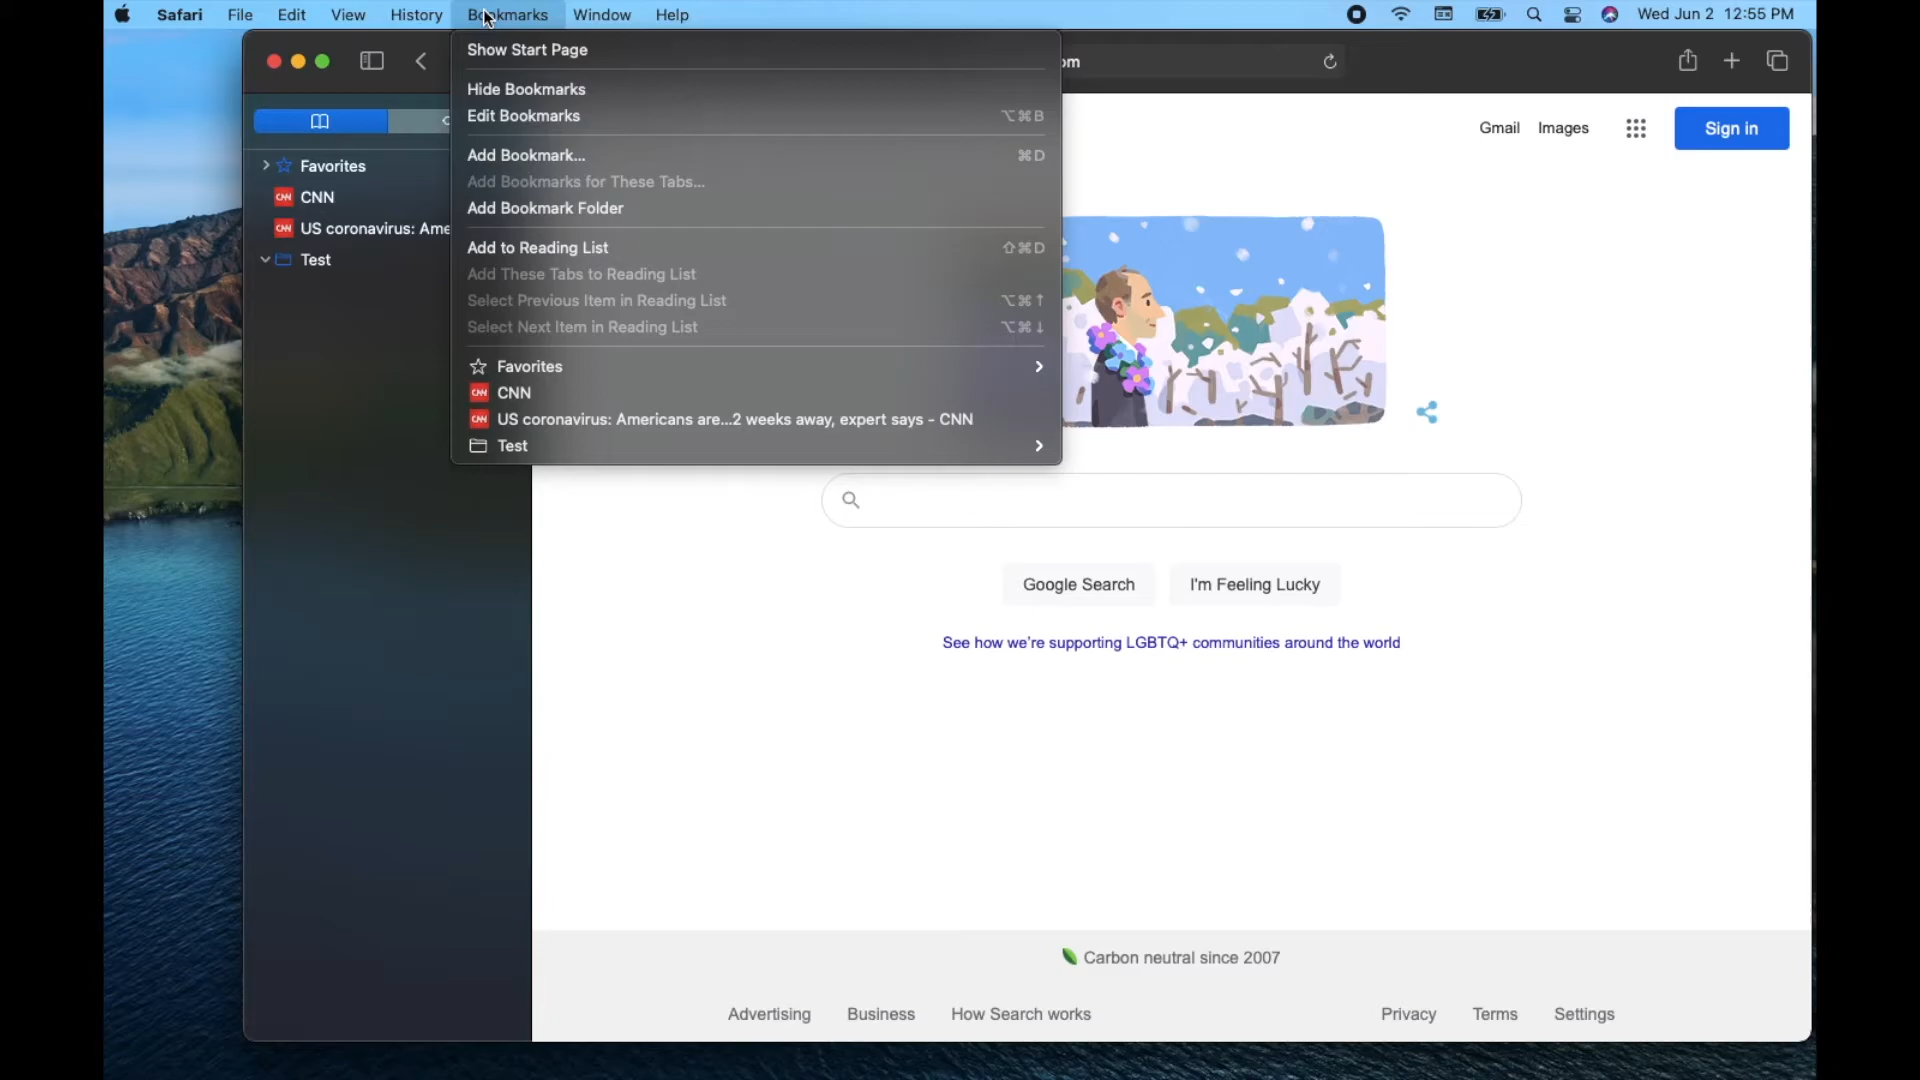 Safari File Edit View History Bookmarks Window Help Wed Jun 2 12:55 PM
Show Start Page
Hide Bookmarks
Edit Bookmarks ⌥⌘B
Add Bookmark... ⌘D
Add Bookmarks for These Tabs...
Add Bookmark Folder
Add to Reading List ⇧⌘D
Add These Tabs to Reading List
Select Previous Item in Reading List ⌥⌘↑
Select Next Item in Reading List ⌥⌘↓
Favorites
CNN CNN
CNN US coronavirus: Americans are...2 weeks away, expert says - CNN
Test
Favorites
CNN CNN
CNN US coronavirus: Ame
Test
om
Gmail Images Sign in
Google Search I'm Feeling Lucky
See how we're supporting LGBTQ+ communities around the world
Carbon neutral since 2007
Advertising Business How Search works Privacy Terms Settings